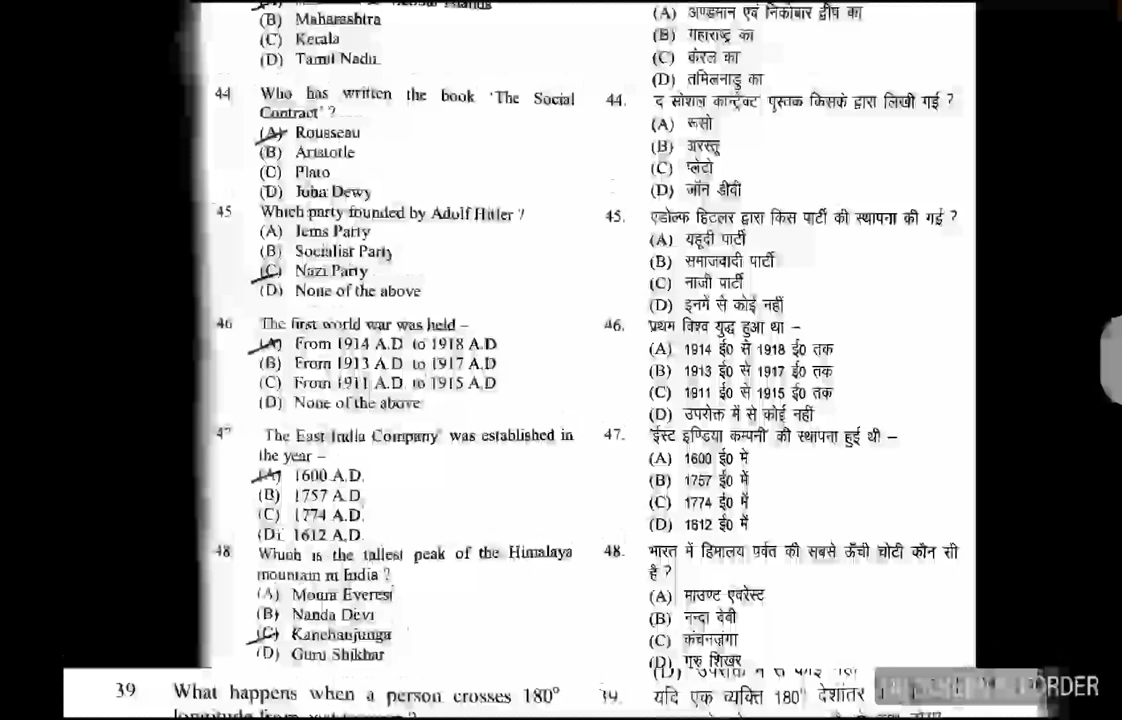 (B) Maharashtra
(C) Kerala
(D) Tamil Nadu
44 Who has written the book 'The Social
Contract' ?
(A) Rousseau
(B) Aristotle
(C) Plato
(D) John Dewy
45 Which party founded by Adolf Hitler ?
(A) Jems Party
(B) Socialist Party
(C) Nazi Party
(D) None of the above
46 The first world war was held –
(A) From 1914 A.D to 1918 A.D
(B) From 1913 A.D to 1917 A.D
(C) From 1911 A.D. to 1915 A.D
(D) None of the above
47 The East India Company' was established in
the year –
(A) 1600 A.D.
(B) 1757 A.D
(C) 1774 A.D.
(D) 1612 A.D.
48 Which is the tallest peak of the Himalaya
mountain in India ?
(A) Mount Everest
(B) Nanda Devi
(C) Kanchanjunga
(D) Guru Shikhar
39 What happens when a person crosses 180°
(A) अण्डमान एवं निकोबार द्वीप का
(B) महाराष्ट्र का
(C) केरल का
(D) तमिलनाडु का
44. द सोशल कान्ट्रेक्ट पुस्तक किसके द्वारा लिखी गई ?
(A) रूसो
(B) अरस्तू
(C) प्लेटो
(D) जॉन डीवी
45. एडोल्फ हिटलर द्वारा किस पार्टी की स्थापना की गई ?
(A) यहूदी पार्टी
(B) समाजवादी पार्टी
(C) नाजी पार्टी
(D) इनमें से कोई नहीं
46. प्रथम विश्व युद्ध हुआ था –
(A) 1914 ई0 से 1918 ई0 तक
(B) 1913 ई0 से 1917 ई0 तक
(C) 1911 ई0 से 1915 ई0 तक
(D) उपरोक्त में से कोई नहीं
47. 'ईस्ट इण्डिया कम्पनी' की स्थापना हुई थी –
(A) 1600 ई0 में
(B) 1757 ई0 में
(C) 1774 ई0 में
(D) 1612 ई0 में
48. भारत में हिमालय पर्वत की सबसे ऊँची चोटी कौन सी
है ?
(A) माउण्ट एवरेस्ट
(B) नन्दा देवी
(C) कंचनजंगा
(D) गुरु शिखर
39. यदि एक व्यक्ति 180° देशांतर